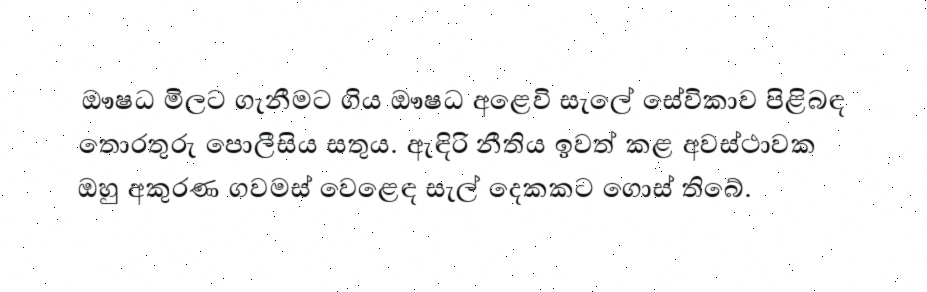 ඖෂධ මිලට ගැනීමට ගිය ඖෂධ අළෙවි සැලේ සේවිකාව පිළිබඳ
තොරතුරු පොලීසිය සතුය. ඇඳිරි නීතිය ඉවත් කළ අවස්ථාවක
ඔහු අකුරණ ගවමස් වෙළෙඳ සැල් දෙකකට ගොස් තිබේ.